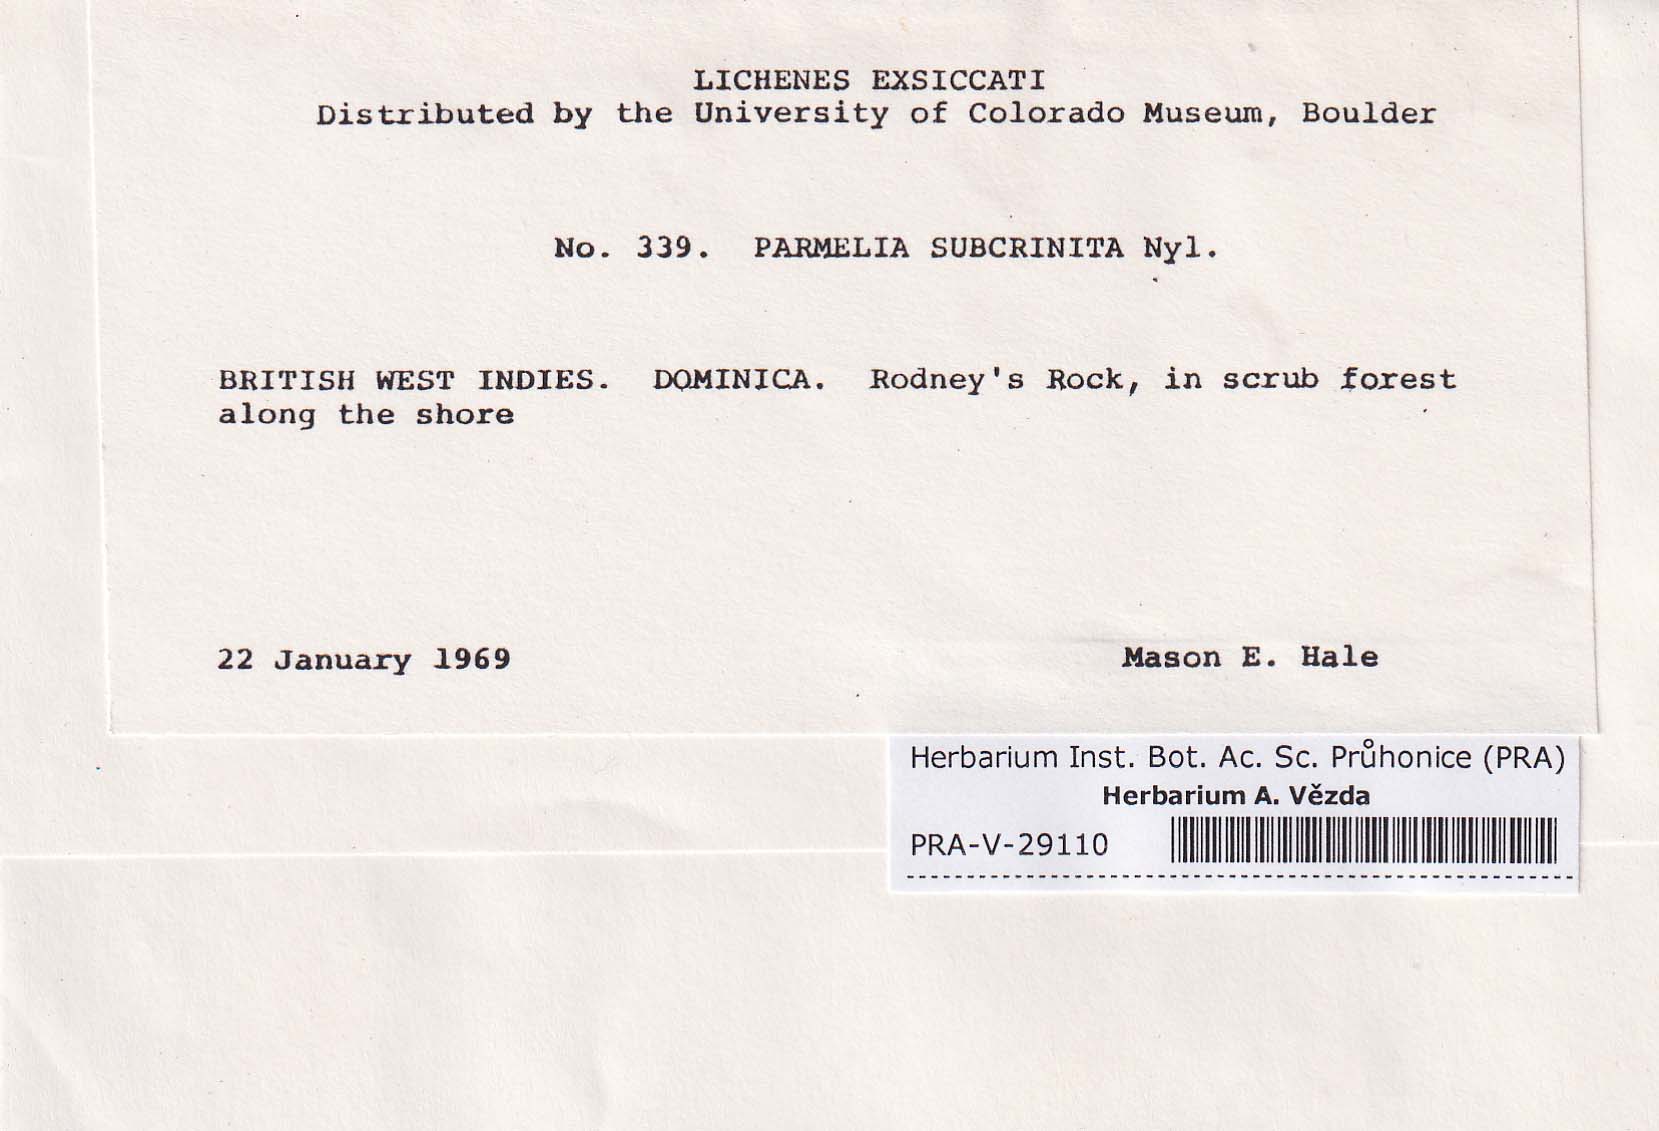 LICHENES EXSICCATI
Distributed by the University of Colorado Museum, Boulder
No. 339. PARMELIA SUBCRINITA Nyl.
BRITISH WEST INDIES. DOMINICA. Rodney's Rock, in scrub forest
along the shore
22 January 1969 Mason E. Hale
Herbarium Inst. Bot. Ac. Sc. Průhonice (PRA)
Herbarium A. Vězda
PRA-V-29110